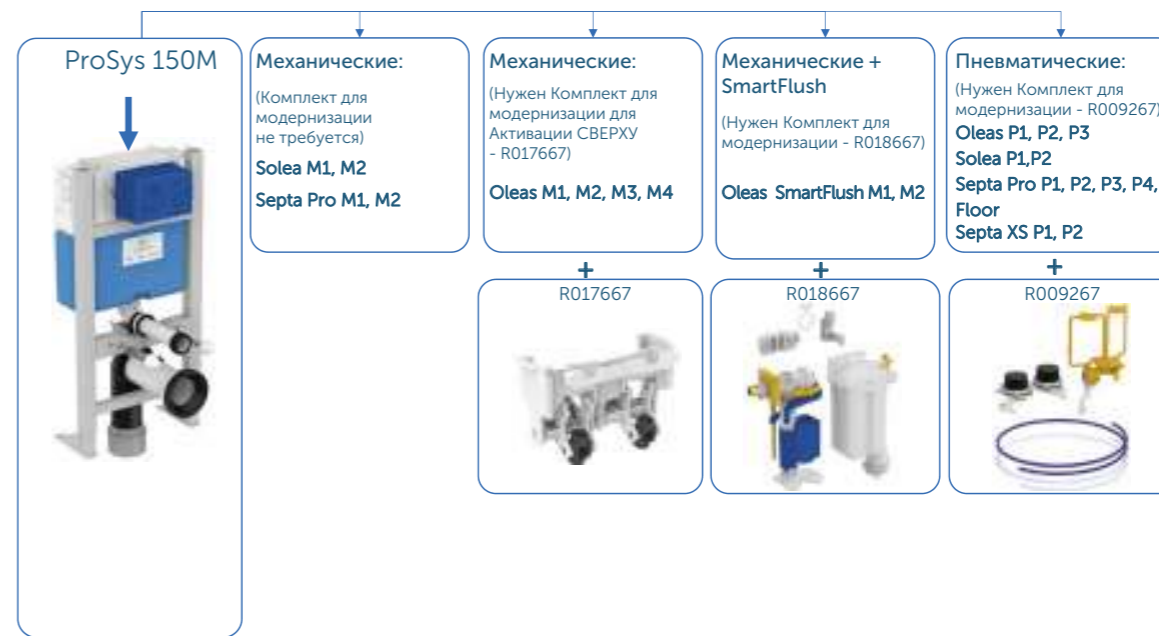 ProSys 150M
Механические:
(Комплект для
модернизации
не требуется)
Solea M1, M2
Septa Pro M1, M2
Механические:
(Нужен Комплект для
модернизации для
Активации СВЕРХУ
- R017667)
Oleas M1, M2, M3, M4
+
R017667
Механические +
SmartFlush
(Нужен Комплект для
модернизации - R018667)
Oleas SmartFlush M1, M2
+
R018667
Пневматические:
(Нужен Комплект для
модернизации - R009267)
Oleas P1, P2, P3
Solea P1,P2
Septa Pro P1, P2, P3, P4,
Floor
Septa XS P1, P2
+
R009267